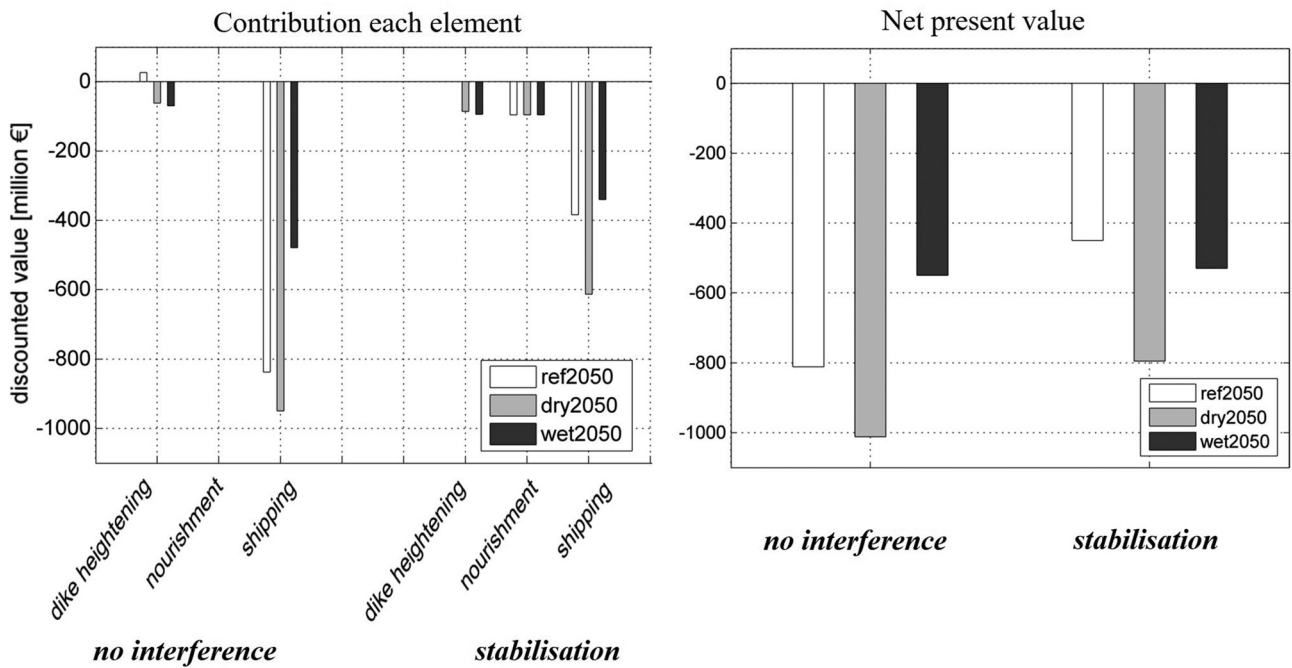 Contribution each element
discounted value [million €]
0
-200
-400
-600
-800
-1000
ref2050
dry2050
wet2050
dike heightening
nourishment
shipping
dike heightening
nourishment
shipping
no interference
stabilisation
Net present value
0
-200
-400
-600
-800
-1000
ref2050
dry2050
wet2050
no interference
stabilisation